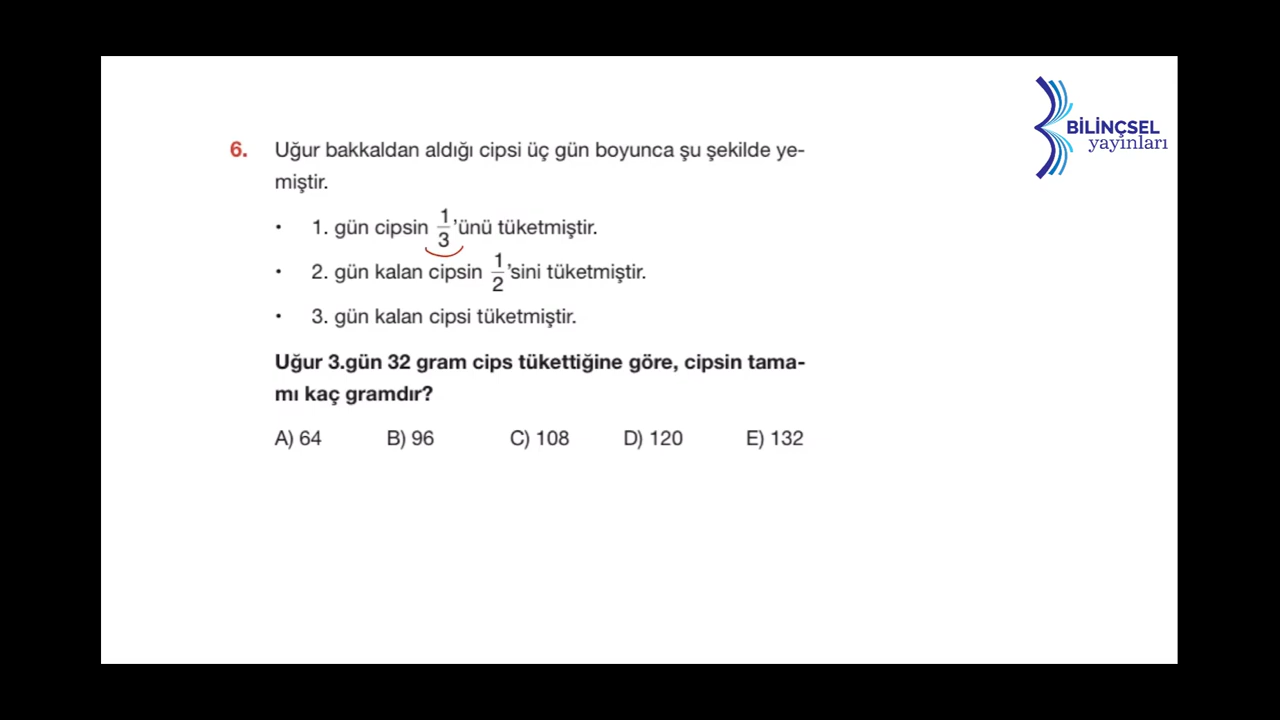 BİLİNÇSEL
yayınları
6. Uğur bakkaldan aldığı cipsi üç gün boyunca şu şekilde ye-
miştir.
• 1. gün cipsin 1/3'ünü tüketmiştir.
• 2. gün kalan cipsin 1/2'sini tüketmiştir.
• 3. gün kalan cipsi tüketmiştir.
Uğur 3.gün 32 gram cips tükettiğine göre, cipsin tama-
mı kaç gramdır?
A) 64 B) 96 C) 108 D) 120 E) 132